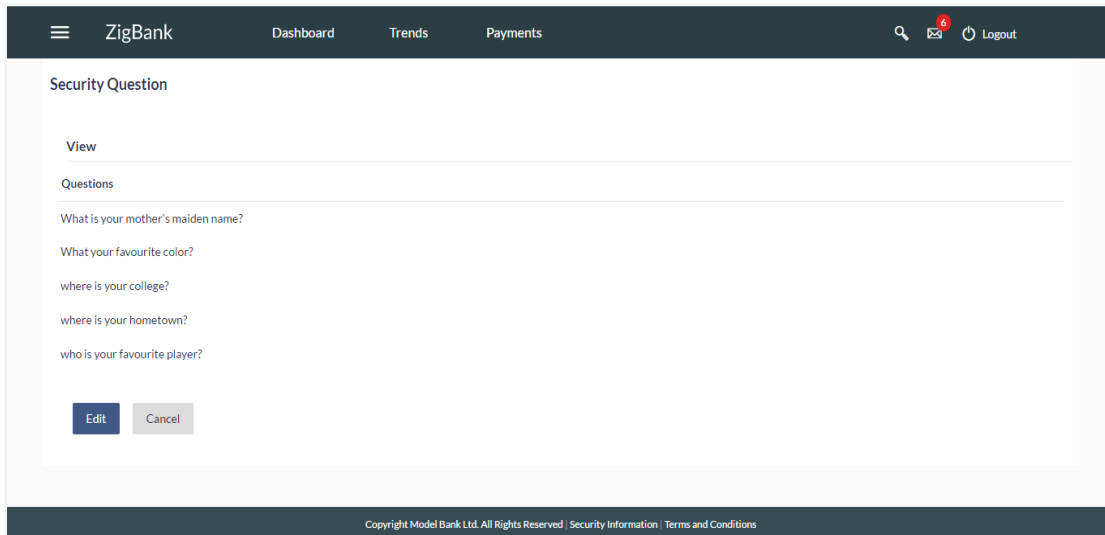 ZigBank Dashboard Trends Payments 6 Logout
Security Question
View
Questions
What is your mother's maiden name?
What your favourite color?
where is your college?
where is your hometown?
who is your favourite player?
Edit Cancel
Copyright Model Bank Ltd. All Rights Reserved | Security Information | Terms and Conditions